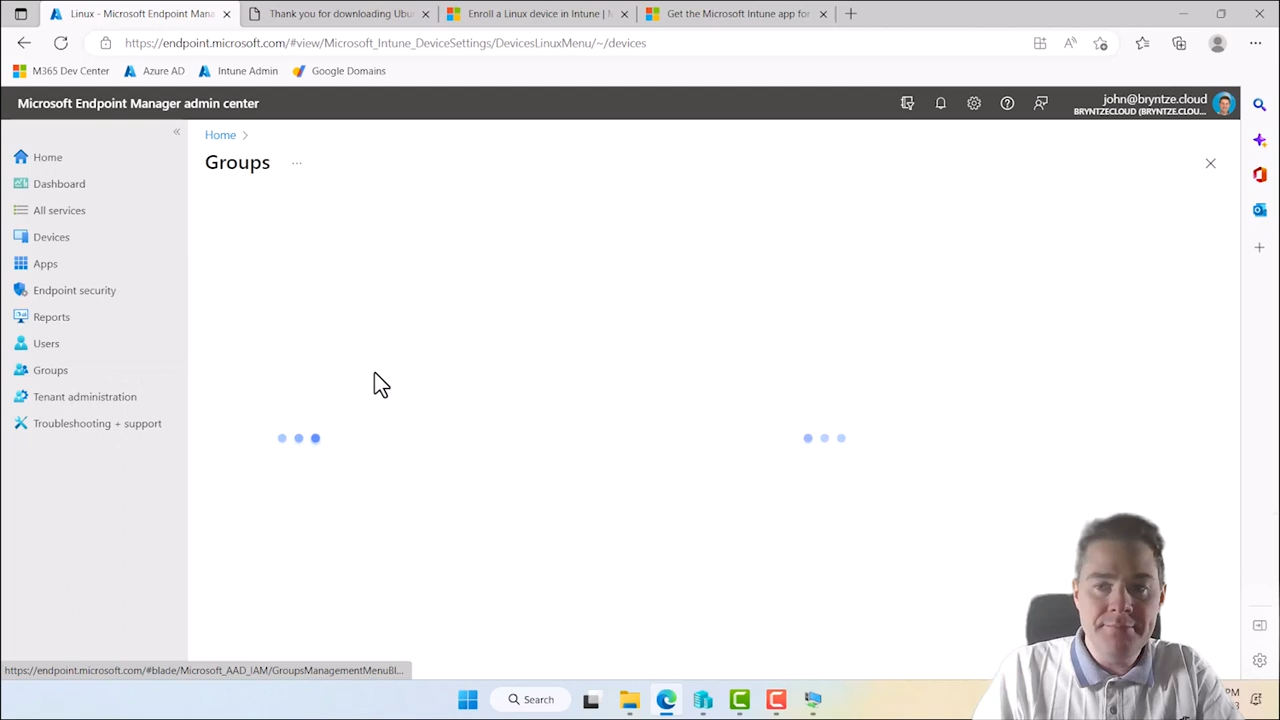 Linux - Microsoft Endpoint Mana
Thank you for downloading Ubu
Enroll a Linux device in Intune | M
Get the Microsoft Intune app for
https://endpoint.microsoft.com/#view/Microsoft_Intune_DeviceSettings/DevicesLinuxMenu/~/devices
M365 Dev Center
Azure AD
Intune Admin
Google Domains
Microsoft Endpoint Manager admin center
john@bryntze.cloud
BRYNTZECLOUD (BRYNTZE.CLOU...
Home
Dashboard
All services
Devices
Apps
Endpoint security
Reports
Users
Groups
Tenant administration
Troubleshooting + support
Home >
Groups ...
https://endpoint.microsoft.com/#blade/Microsoft_AAD_IAM/GroupsManagementMenuBl...
Search